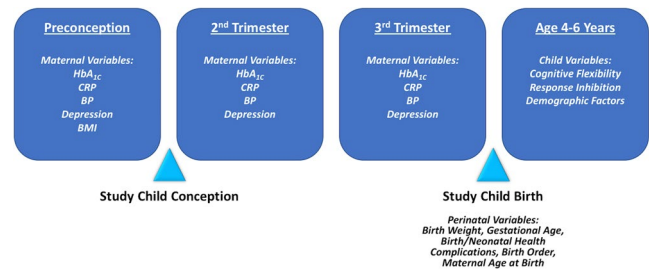 Preconception
Maternal Variables:
HbA1C
CRP
BP
Depression
BMI
2nd Trimester
Maternal Variables:
HbA1C
CRP
BP
Depression
3rd Trimester
Maternal Variables:
HbA1C
CRP
BP
Depression
Age 4-6 Years
Child Variables:
Cognitive Flexibility
Response Inhibition
Demographic Factors
Study Child Conception
Study Child Birth
Perinatal Variables:
Birth Weight, Gestational Age,
Birth/Neonatal Health
Complications, Birth Order,
Maternal Age at Birth